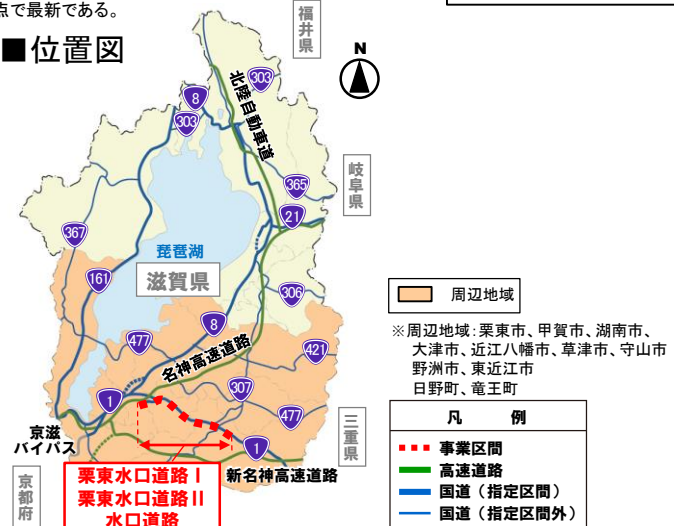 点で最新である。
■位置図
福井県
N
303
8
303
北陸自動車道
岐阜県
365
21
367
琵琶湖
161
滋賀県
306
周辺地域
8
※周辺地域：栗東市、甲賀市、湖南市、
大津市、近江八幡市、草津市、守山市
野洲市、東近江市
日野町、竜王町
477
421
名神高速道路
307
1
477
三重県
京滋
バイパス
1
凡 例
事業区間
高速道路
国道（指定区間）
国道（指定区間外）
京都府
栗東水口道路Ⅰ
栗東水口道路Ⅱ
水口道路
新名神高速道路